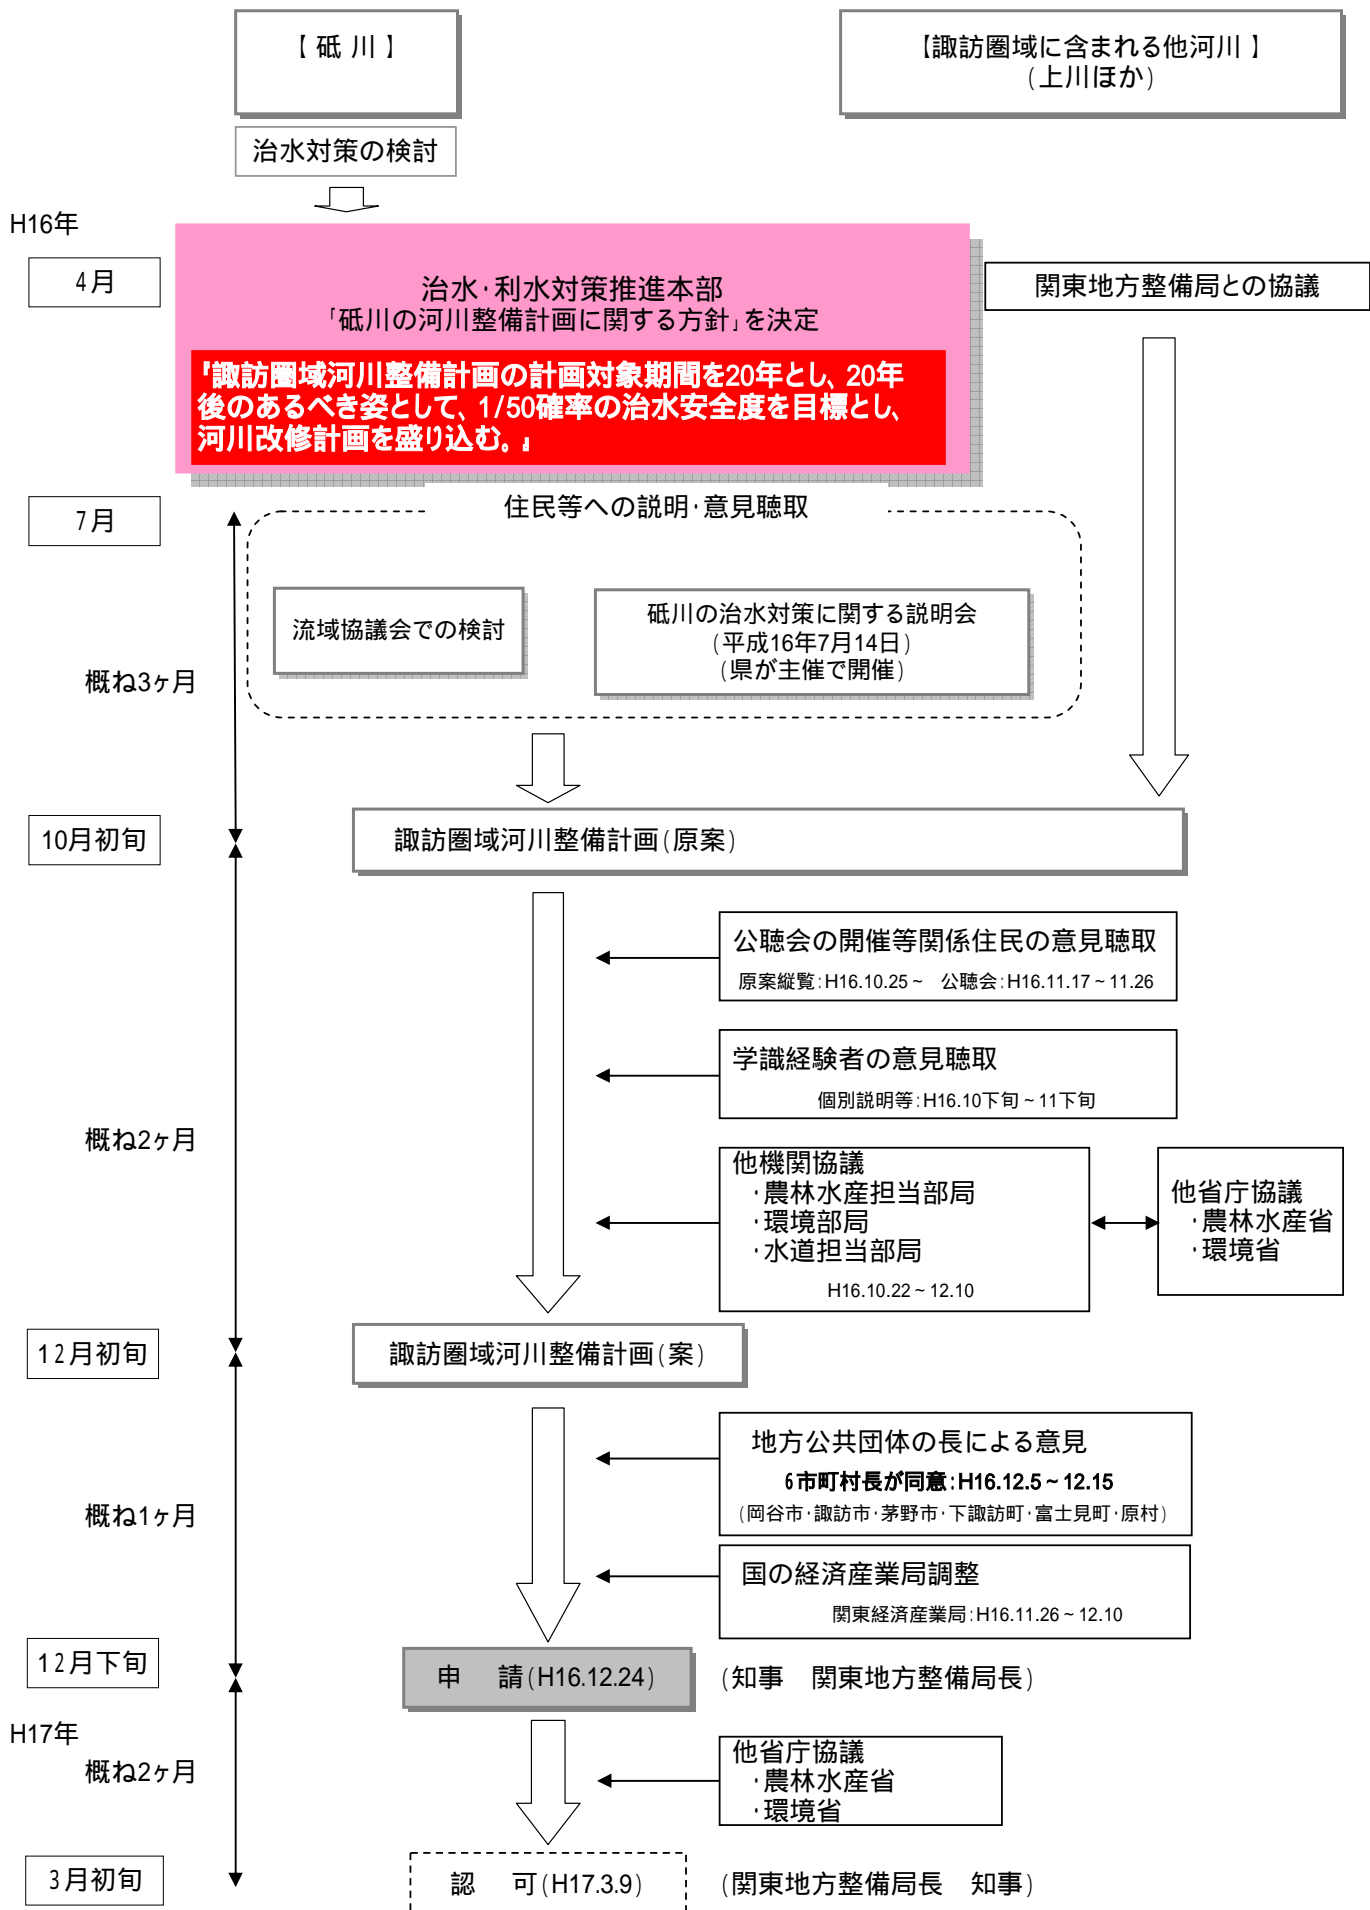 【 砥 川 】
【諏訪圏域に含まれる他河川 】
(上川ほか)
治水対策の検討
H16年
4月
治水・利水対策推進本部
「砥川の河川整備計画に関する方針」を決定
『諏訪圏域河川整備計画の計画対象期間を20年とし、20年
後のあるべき姿として、1/50確率の治水安全度を目標とし、
河川改修計画を盛り込む。』
関東地方整備局との協議
7月
住民等への説明・意見聴取
流域協議会での検討
砥川の治水対策に関する説明会
(平成16年7月14日)
(県が主催で開催)
概ね3ヶ月
10月初旬
諏訪圏域河川整備計画(原案)
公聴会の開催等関係住民の意見聴取
原案縦覧:H16.10.25~ 公聴会:H16.11.17~11.26
学識経験者の意見聴取
個別説明等:H16.10下旬~11下旬
概ね2ヶ月
他機関協議
・農林水産担当部局
・環境部局
・水道担当部局
H16.10.22~12.10
他省庁協議
・農林水産省
・環境省
12月初旬
諏訪圏域河川整備計画(案)
地方公共団体の長による意見
6市町村長が同意:H16.12.5~12.15
(岡谷市・諏訪市・茅野市・下諏訪町・富士見町・原村)
概ね1ヶ月
国の経済産業局調整
関東経済産業局:H16.11.26~12.10
12月下旬
申 請(H16.12.24)
(知事 関東地方整備局長)
H17年
概ね2ヶ月
他省庁協議
・農林水産省
・環境省
3月初旬
認 可(H17.3.9)
(関東地方整備局長 知事)